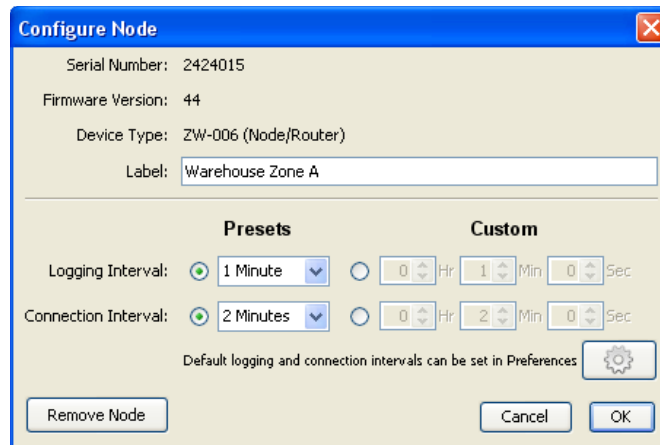 Configure Node
Serial Number: 2424015
Firmware Version: 44
Device Type: ZW-006 (Node/Router)
Label: Warehouse Zone A
Presets Custom
Logging Interval: 1 Minute 0 Hr 1 Min 0 Sec
Connection Interval: 2 Minutes 0 Hr 2 Min 0 Sec
Default logging and connection intervals can be set in Preferences
Remove Node Cancel OK